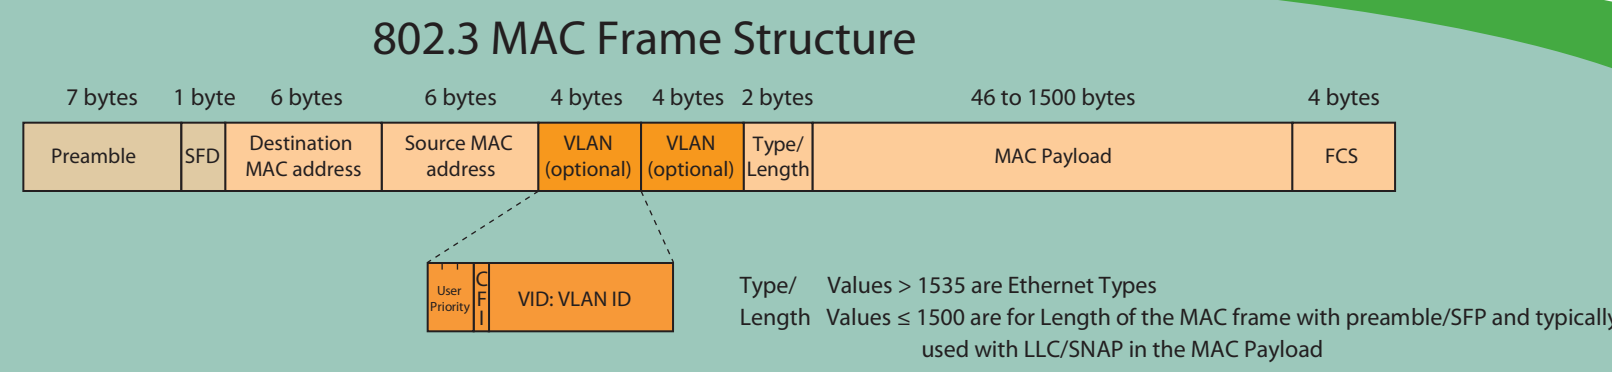 802.3 MAC Frame Structure
7 bytes 1 byte 6 bytes 6 bytes 4 bytes 4 bytes 2 bytes 46 to 1500 bytes 4 bytes
Preamble SFD Destination MAC address Source MAC address VLAN (optional) VLAN (optional) Type/ Length MAC Payload FCS
User Priority CFI VID: VLAN ID
Type/ Values > 1535 are Ethernet Types
Length Values ≤ 1500 are for Length of the MAC frame with preamble/SFP and typically
used with LLC/SNAP in the MAC Payload